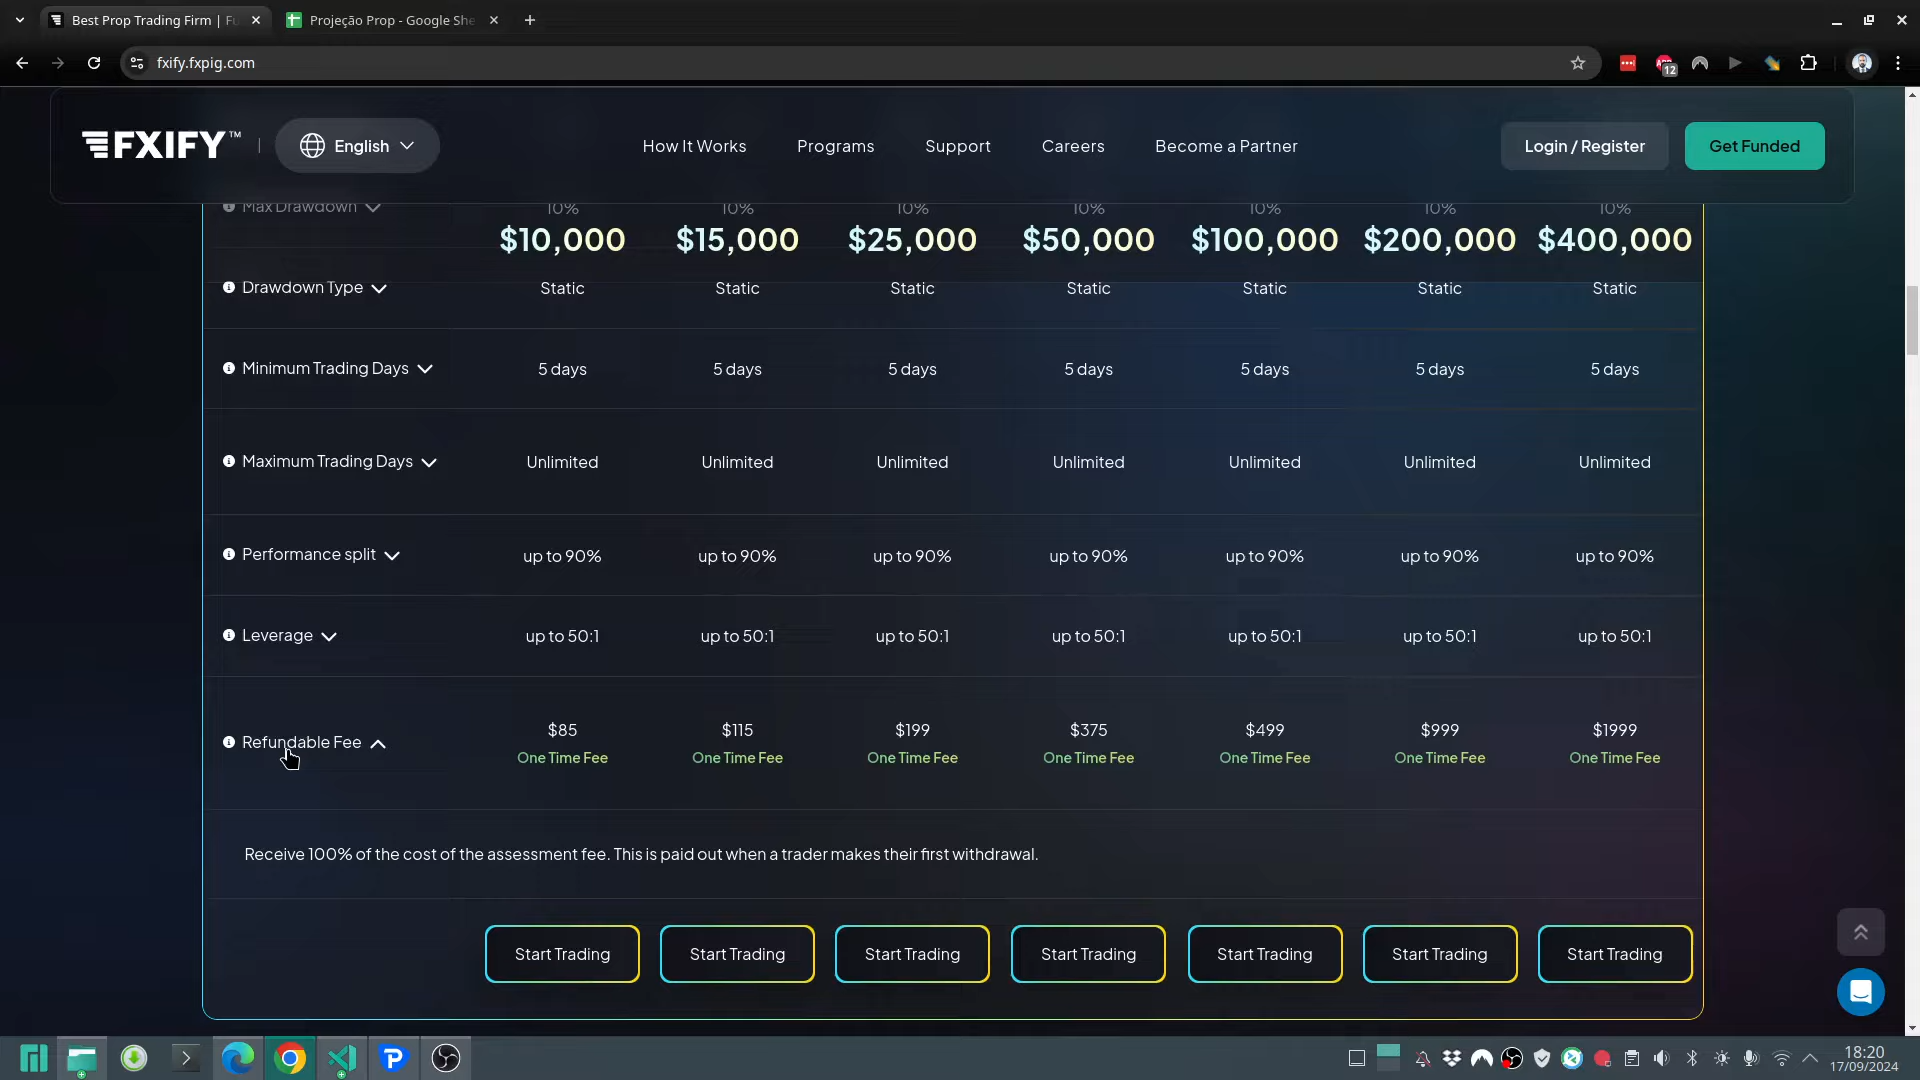 Best Prop Trading Firm | Fu
Projeção Prop - Google She
fxify.fxpig.com
12
FXIFY™
English
How It Works
Programs
Support
Careers
Become a Partner
Login / Register
Get Funded
Max Drawdown 10% 10% 10% 10% 10% 10% 10%
$10,000 $15,000 $25,000 $50,000 $100,000 $200,000 $400,000
Drawdown Type Static Static Static Static Static Static Static
Minimum Trading Days 5 days 5 days 5 days 5 days 5 days 5 days 5 days
Maximum Trading Days Unlimited Unlimited Unlimited Unlimited Unlimited Unlimited Unlimited
Performance split up to 90% up to 90% up to 90% up to 90% up to 90% up to 90% up to 90%
Leverage up to 50:1 up to 50:1 up to 50:1 up to 50:1 up to 50:1 up to 50:1 up to 50:1
Refundable Fee $85 $115 $199 $375 $499 $999 $1999
One Time Fee One Time Fee One Time Fee One Time Fee One Time Fee One Time Fee One Time Fee
Receive 100% of the cost of the assessment fee. This is paid out when a trader makes their first withdrawal.
Start Trading Start Trading Start Trading Start Trading Start Trading Start Trading Start Trading
18:20
17/09/2024